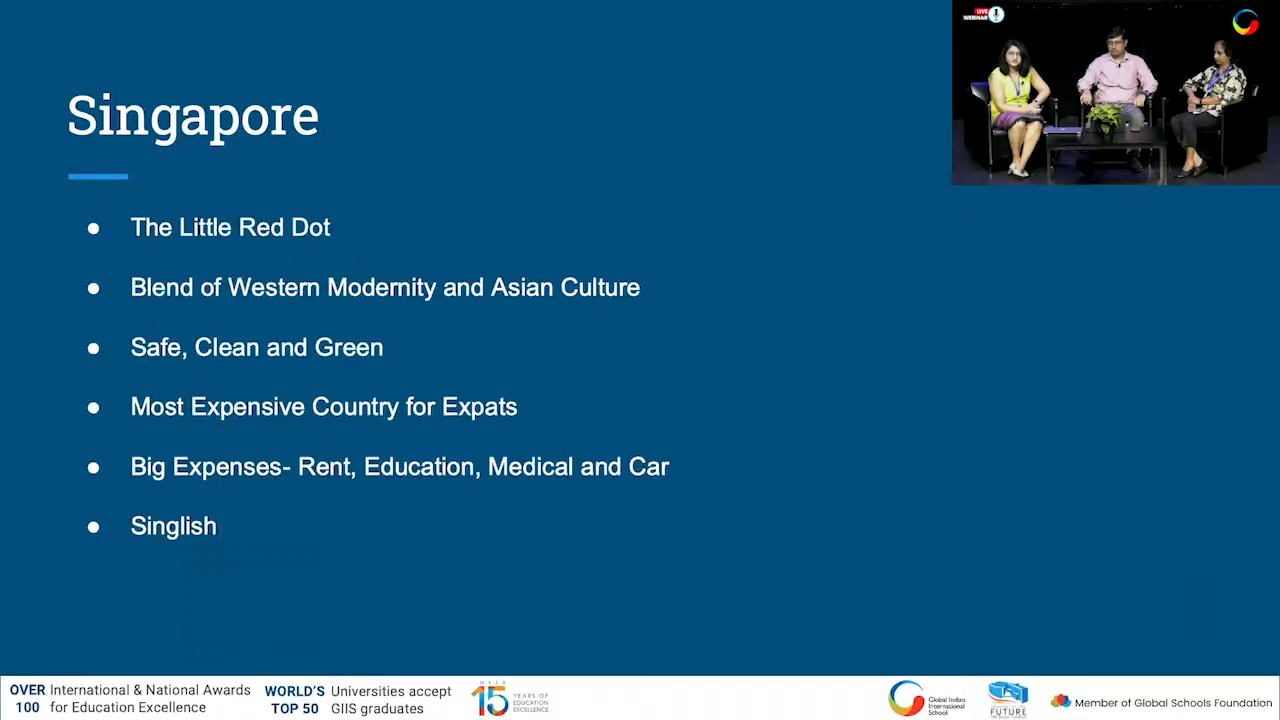 LIVE
WEBINAR
Singapore
● The Little Red Dot
● Blend of Western Modernity and Asian Culture
● Safe, Clean and Green
● Most Expensive Country for Expats
● Big Expenses- Rent, Education, Medical and Car
● Singlish
OVER 100 International & National Awards
for Education Excellence
WORLD'S TOP 50 Universities accept
GIIS graduates
OVER
15 YEARS OF
EDUCATION
EXCELLENCE
Global Indian
International
School
FUTURE
Member of Global Schools Foundation